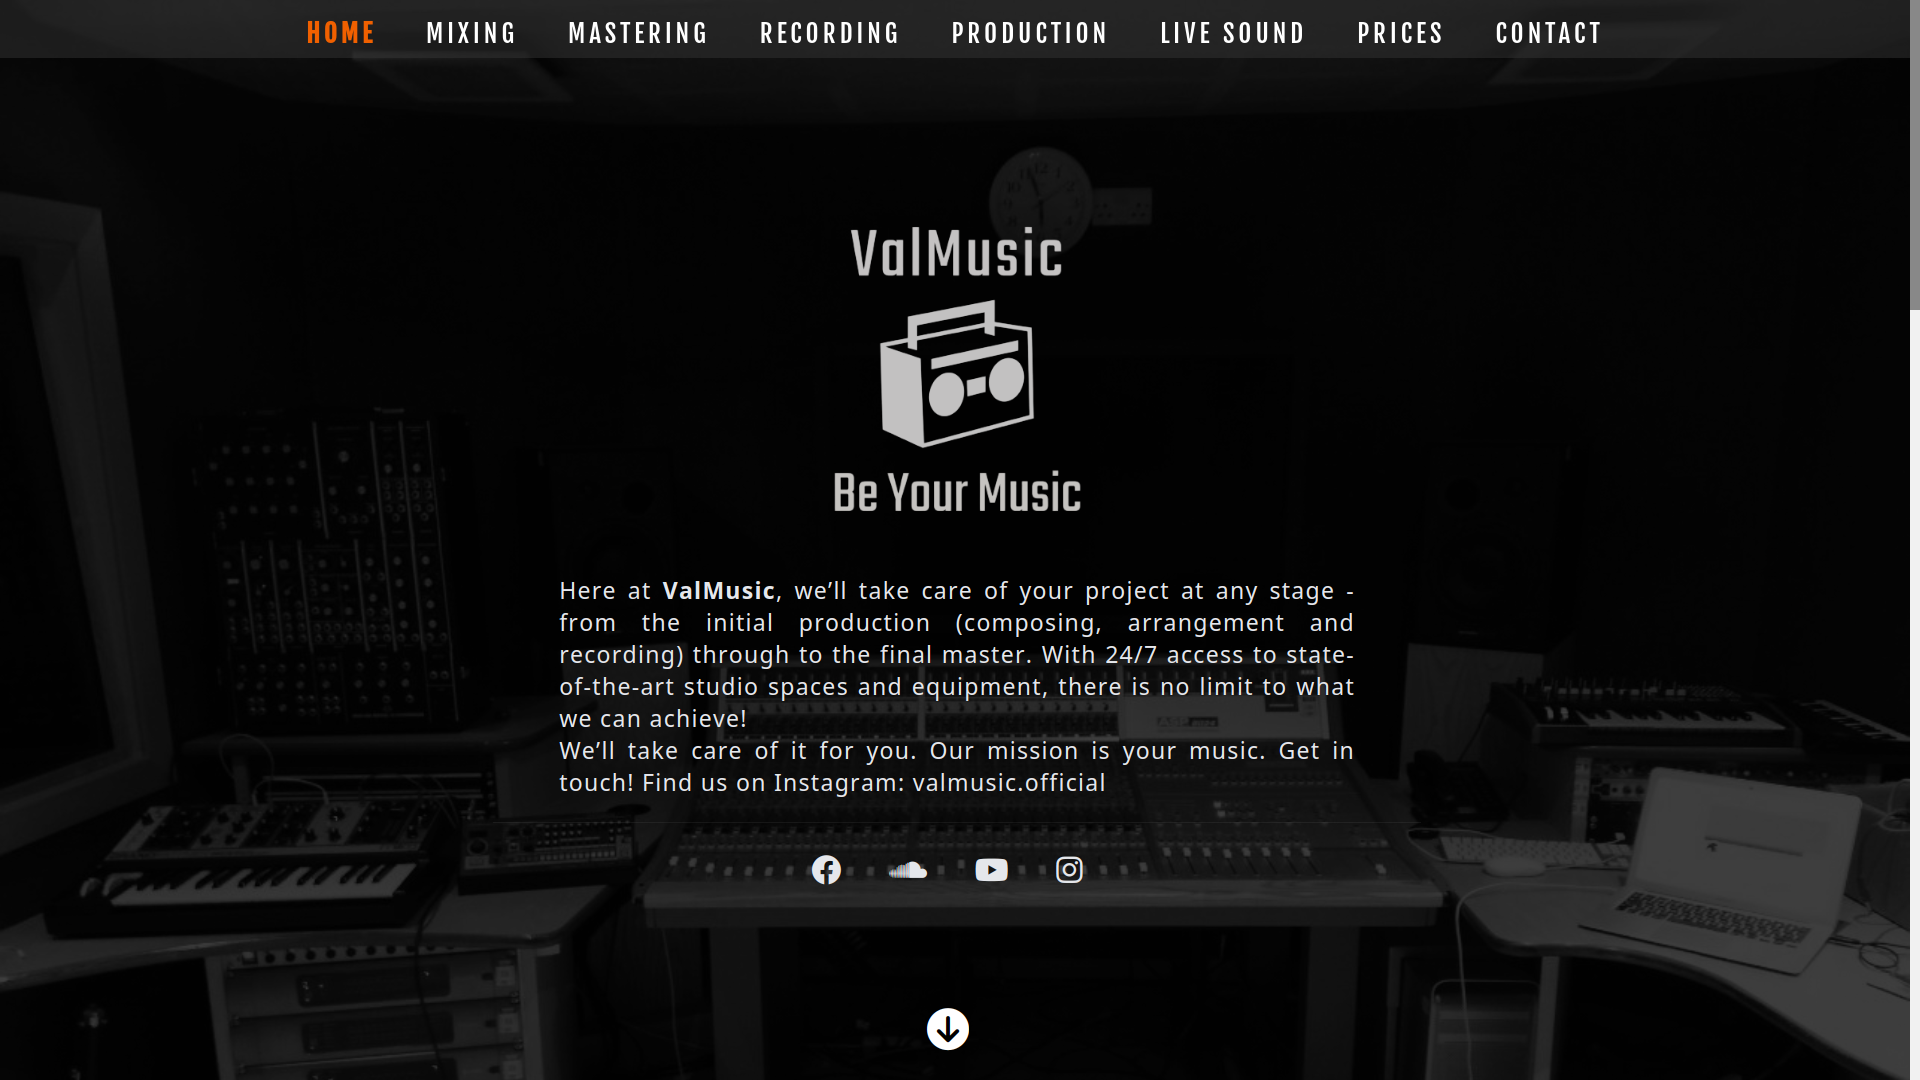 HOME MIXING MASTERING RECORDING PRODUCTION LIVE SOUND PRICES CONTACT
ValMusic
Be Your Music
Here at ValMusic, we’ll take care of your project at any stage -
from the initial production (composing, arrangement and
recording) through to the final master. With 24/7 access to state-
of-the-art studio spaces and equipment, there is no limit to what
we can achieve!
We’ll take care of it for you. Our mission is your music. Get in
touch! Find us on Instagram: valmusic.official